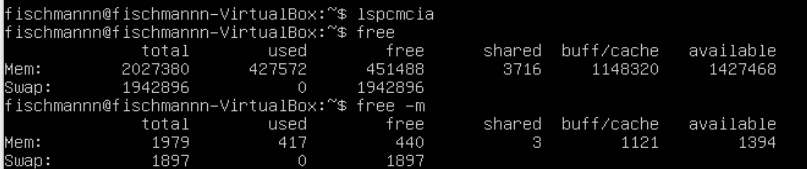 fischmannn@fischmannn-VirtualBox:~$ lspcmcia
fischmannn@fischmannn-VirtualBox:~$ free
total used free shared buff/cache available
Mem: 2027380 427572 451488 3716 1148320 1427468
Swap: 1942896 0 1942896
fischmannn@fischmannn-VirtualBox:~$ free -m
total used free shared buff/cache available
Mem: 1979 417 440 3 1121 1394
Swap: 1897 0 1897